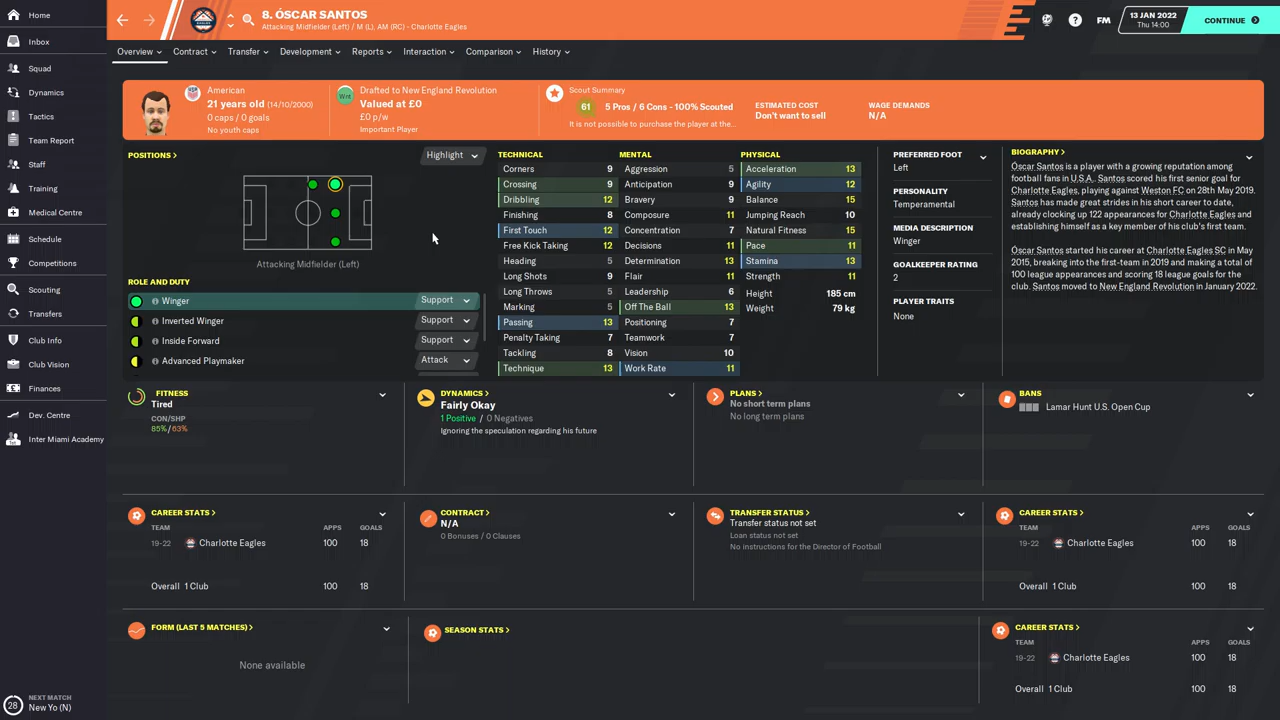 Home
Inbox
Squad
Dynamics
Tactics
Team Report
Staff
Training
Medical Centre
Schedule
Competitions
Scouting
Transfers
Club Info
Club Vision
Finances
Dev. Centre
Inter Miami Academy
28
NEXT MATCH
New Yo (N)
8. ÓSCAR SANTOS
Attacking Midfielder (Left) / M (L), AM (RC) - Charlotte Eagles
FM
13 JAN 2022
Thu 14:00
CONTINUE
Overview
Contract
Transfer
Development
Reports
Interaction
Comparison
History
American
21 years old (14/10/2000)
0 caps / 0 goals
No youth caps
Drafted to New England Revolution
Wnt
Valued at £0
£0 p/w
Important Player
Scout Summary
61
5 Pros / 6 Cons - 100% Scouted
It is not possible to purchase the player at the...
ESTIMATED COST
Don't want to sell
WAGE DEMANDS
N/A
POSITIONS
Highlight
Attacking Midfielder (Left)
ROLE AND DUTY
Winger Support
Inverted Winger Support
Inside Forward Support
Advanced Playmaker Attack
TECHNICAL
Corners 9
Crossing 9
Dribbling 12
Finishing 8
First Touch 12
Free Kick Taking 12
Heading 5
Long Shots 9
Long Throws 5
Marking 5
Passing 13
Penalty Taking 7
Tackling 8
Technique 13
MENTAL
Aggression 5
Anticipation 9
Bravery 9
Composure 11
Concentration 7
Decisions 11
Determination 13
Flair 11
Leadership 6
Off The Ball 13
Positioning 7
Teamwork 7
Vision 10
Work Rate 11
PHYSICAL
Acceleration 13
Agility 12
Balance 15
Jumping Reach 10
Natural Fitness 15
Pace 11
Stamina 13
Strength 11
Height 185 cm
Weight 79 kg
PREFERRED FOOT
Left
PERSONALITY
Temperamental
MEDIA DESCRIPTION
Winger
GOALKEEPER RATING
2
PLAYER TRAITS
None
BIOGRAPHY
Óscar Santos is a player with a growing reputation among
football fans in U.S.A.. Santos scored his first senior goal for
Charlotte Eagles, playing against Weston FC on 28th May 2019.
Santos has made great strides in his short career to date,
already clocking up 122 appearances for Charlotte Eagles and
establishing himself as a key member of his club's first team.
Óscar Santos started his career at Charlotte Eagles SC in May
2015, breaking into the first-team in 2019 and making a total of
100 league appearances and scoring 18 league goals for the
club. Santos moved to New England Revolution in January 2022.
FITNESS
Tired
CON/SHP
85%/63%
DYNAMICS
Fairly Okay
1 Positive / 0 Negatives
Ignoring the speculation regarding his future
PLANS
No short term plans
No long term plans
BANS
Lamar Hunt U.S. Open Cup
CAREER STATS
TEAM APPS GOALS
19-22 Charlotte Eagles 100 18
Overall 1 Club 100 18
CONTRACT
N/A
0 Bonuses / 0 Clauses
TRANSFER STATUS
Transfer status not set
Loan status not set
No instructions for the Director of Football
CAREER STATS
TEAM APPS GOALS
19-22 Charlotte Eagles 100 18
Overall 1 Club 100 18
FORM (LAST 5 MATCHES)
None available
SEASON STATS
CAREER STATS
TEAM APPS GOALS
19-22 Charlotte Eagles 100 18
Overall 1 Club 100 18